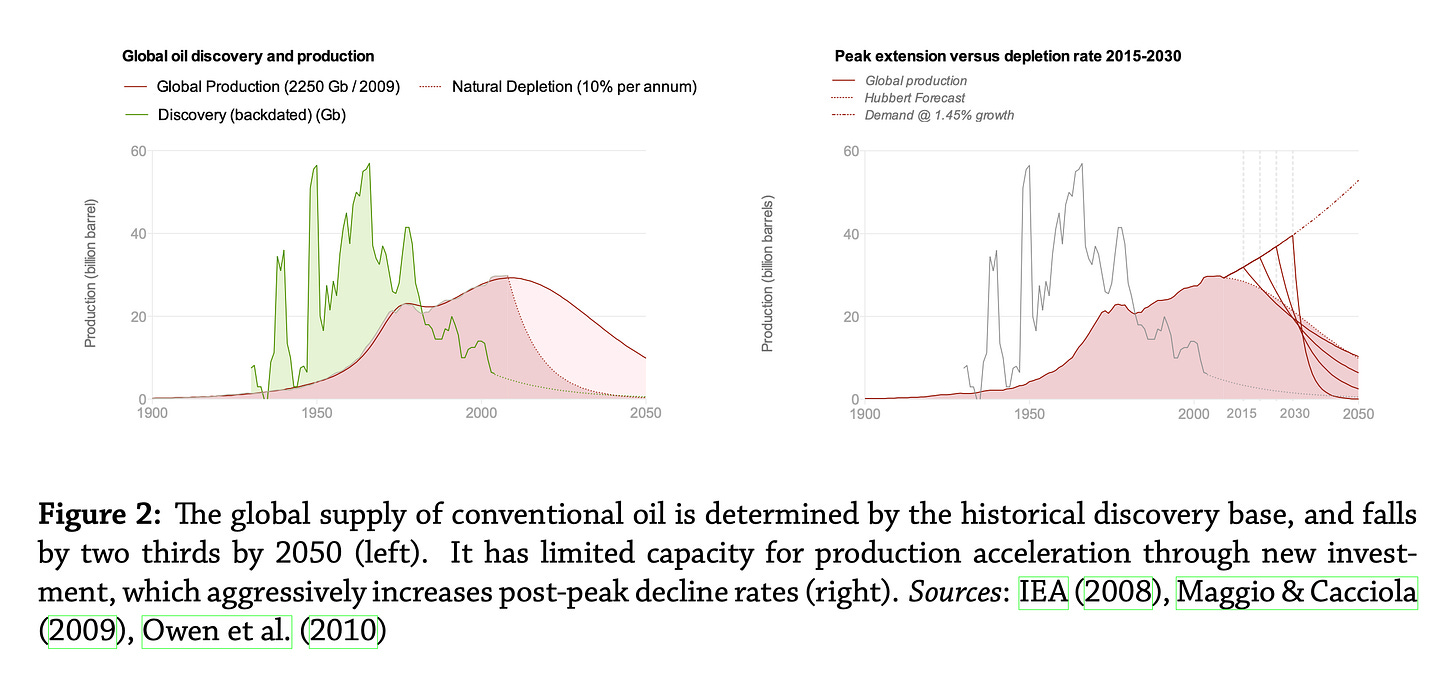 Global oil discovery and production
Global Production (2250 Gb / 2009)
Natural Depletion (10% per annum)
Discovery (backdated) (Gb)
Production (billion barrel)
60
40
20
0
1900
1950
2000
2050
Peak extension versus depletion rate 2015-2030
Global production
Hubbert Forecast
Demand @ 1.45% growth
Production (billion barrels)
60
40
20
0
1900
1950
2000
2015
2030
2050
Figure 2: The global supply of conventional oil is determined by the historical discovery base, and falls
by two thirds by 2050 (left). It has limited capacity for production acceleration through new invest-
ment, which aggressively increases post-peak decline rates (right). Sources: IEA (2008), Maggio & Cacciola
(2009), Owen et al. (2010)